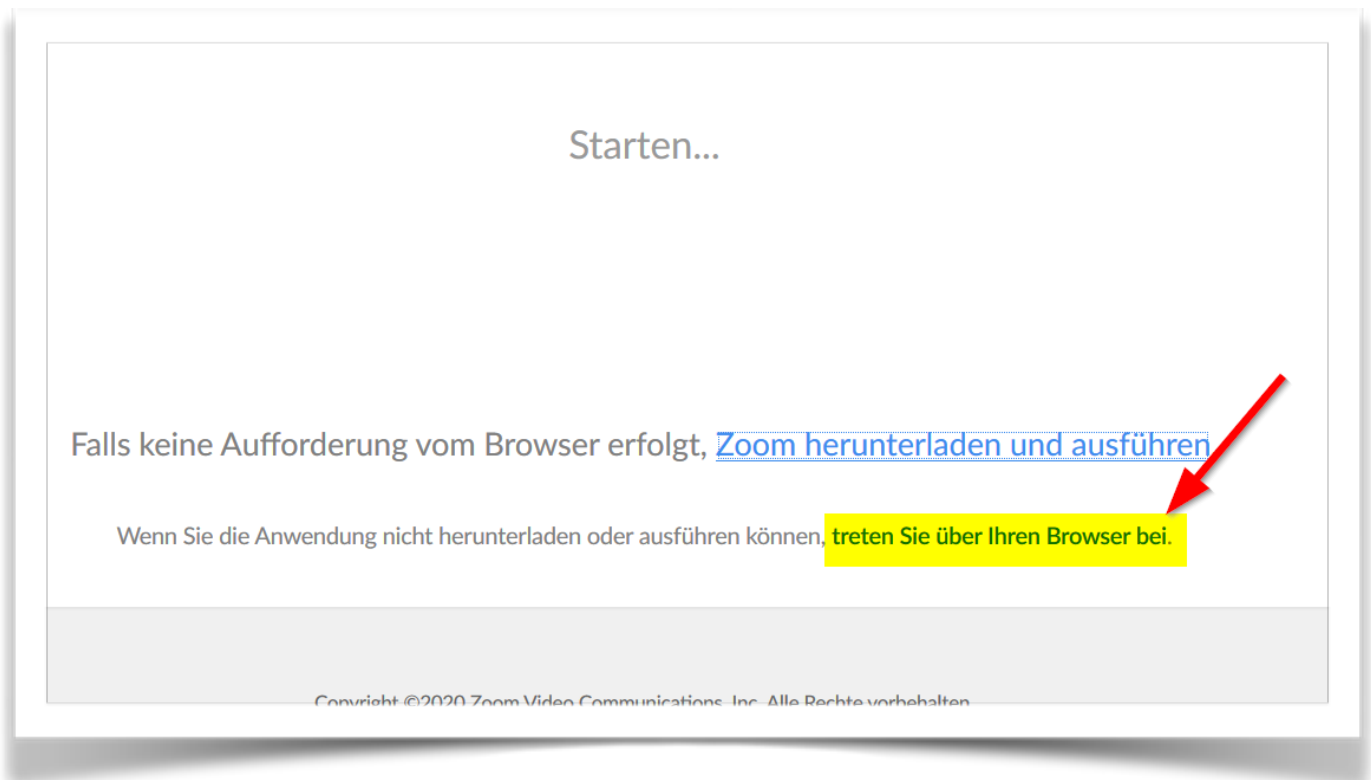 Starten...
Falls keine Aufforderung vom Browser erfolgt, Zoom herunterladen und ausführen
Wenn Sie die Anwendung nicht herunterladen oder ausführen können, treten Sie über Ihren Browser bei.
Copyright ©2020 Zoom Video Communications, Inc. Alle Rechte vorbehalten.